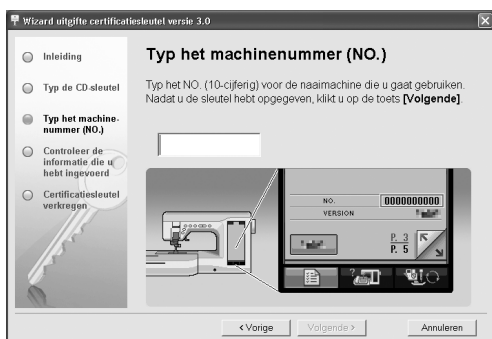 Wizard uitgifte certificatiesleutel versie 3.0
Inleiding
Typ de CD-sleutel
Typ het machine-
nummer (NO.)
Controleer de
informatie die u
hebt ingevoerd
Certificatiesleutel
verkregen
Typ het machinenummer (NO.)
Typ het NO. (10-cijferig) voor de naaimachine die u gaat gebruiken.
Nadat u de sleutel hebt opgegeven, klikt u op de toets [Volgende].
NO. 0000000000
VERSION
P. 3
P. 5
< Vorige
Volgende >
Annuleren